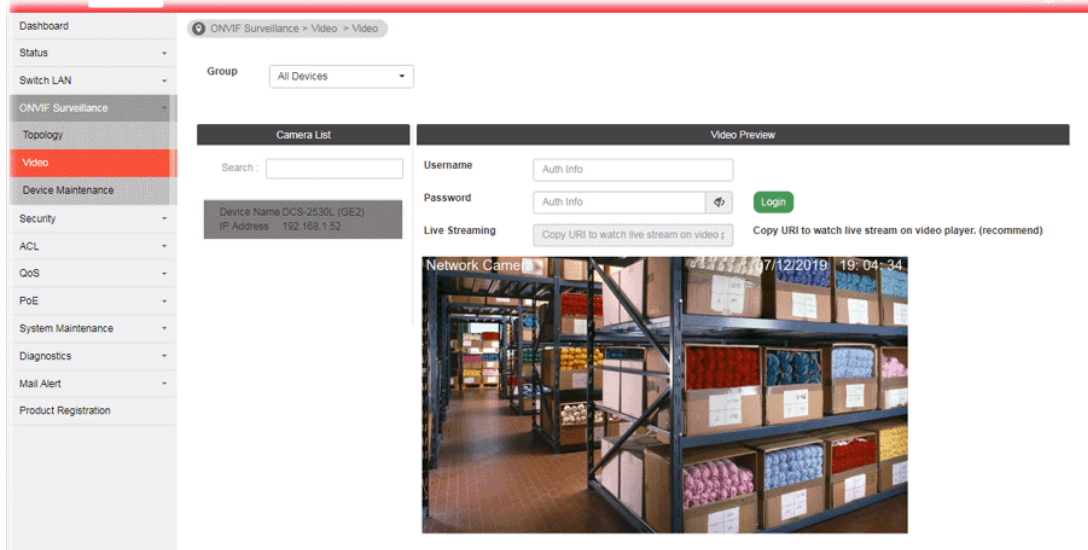 Dashboard
Status
Switch LAN
ONVIF Surveillance
Topology
Video
Device Maintenance
Security
ACL
QoS
PoE
System Maintenance
Diagnostics
Mail Alert
Product Registration
ONVIF Surveillance > Video > Video
Group All Devices
Camera List
Search :
Device Name DCS-2530L (GE2)
IP Address 192.168.1.52
Video Preview
Username Auth Info
Password Auth Info Login
Live Streaming Copy URI to watch live stream on video p Copy URI to watch live stream on video player. (recommend)
Network Camera 07/12/2019 19:04:34